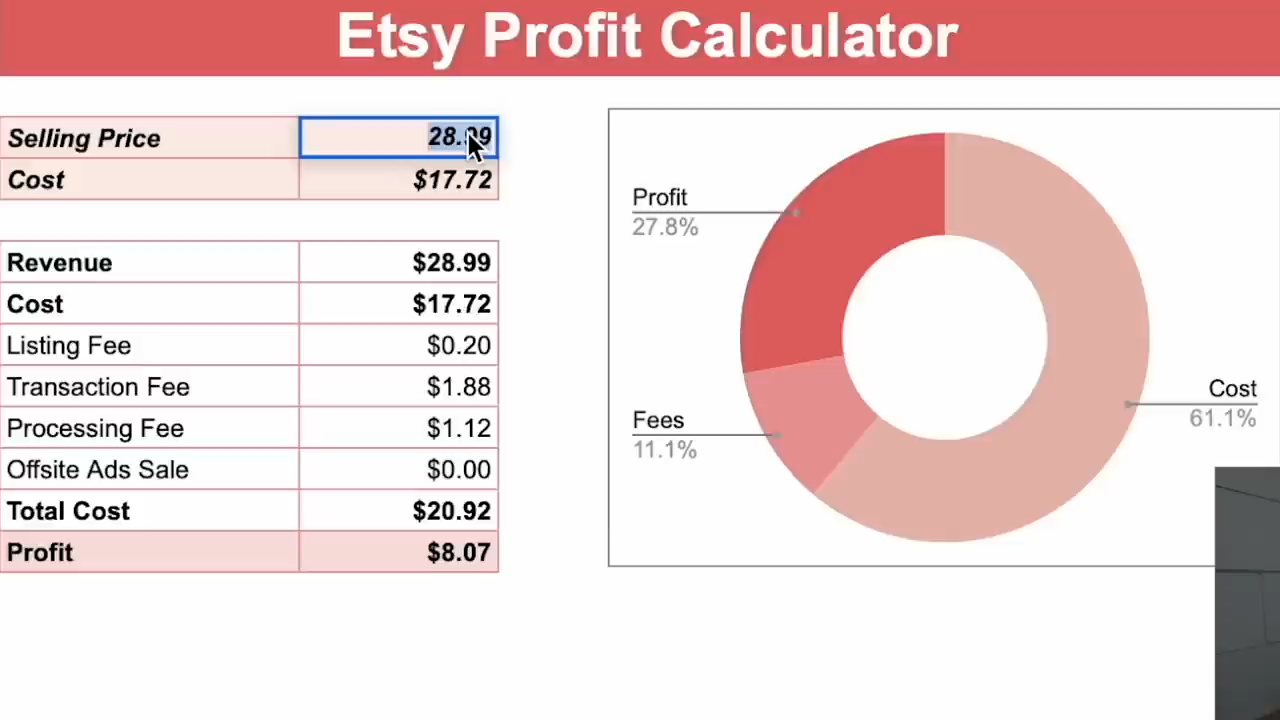 Etsy Profit Calculator
Selling Price 28.99
Cost $17.72
Revenue $28.99
Cost $17.72
Listing Fee $0.20
Transaction Fee $1.88
Processing Fee $1.12
Offsite Ads Sale $0.00
Total Cost $20.92
Profit $8.07
Profit
27.8%
Fees
11.1%
Cost
61.1%